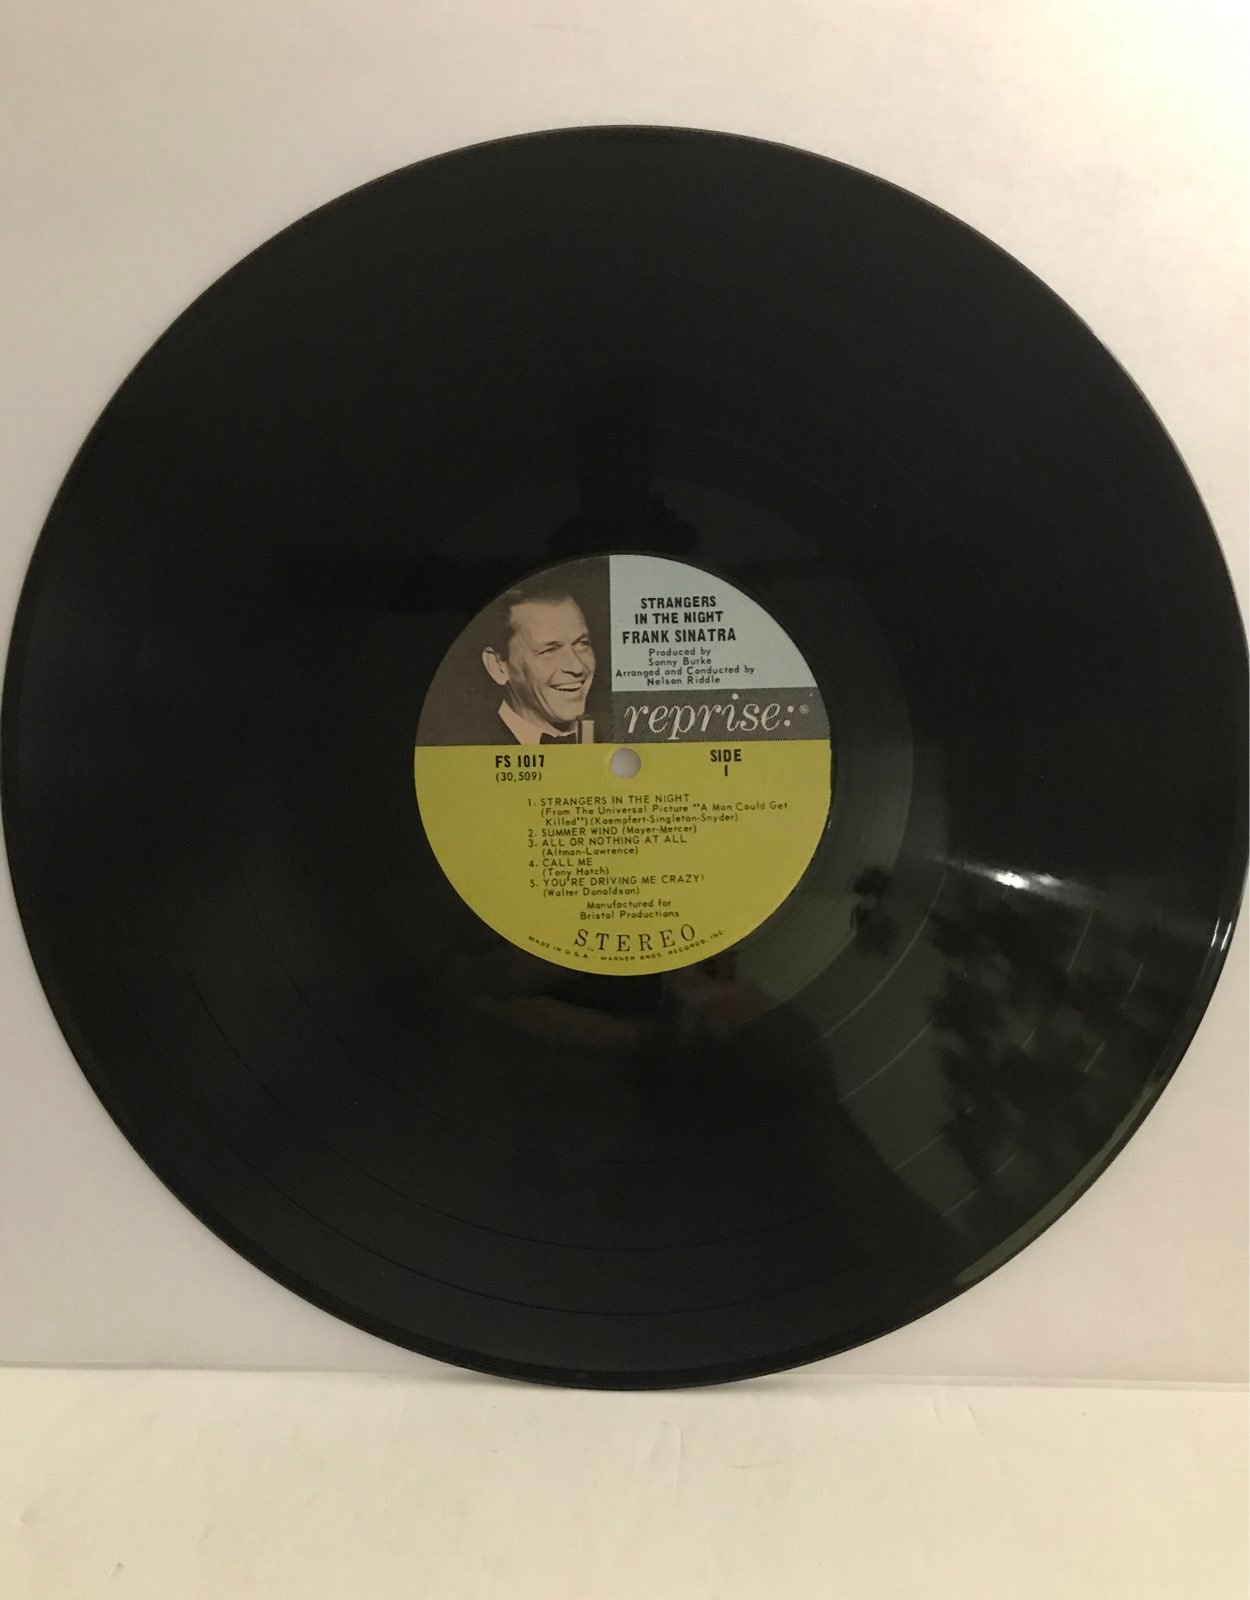 STRANGERS
IN THE NIGHT
FRANK SINATRA
Produced by
Sonny Burke
Arranged and Conducted by
Nelson Riddle
reprise:®
FS 1017
(30,509)
SIDE
1
1. STRANGERS IN THE NIGHT
(From The Universal Picture "A Man Could Get
Killed") (Kaempfert-Singleton-Snyder)
2. SUMMER WIND (Mayer-Mercer)
3. ALL OR NOTHING AT ALL
(Altman-Lawrence)
4. CALL ME
(Tony Hatch)
5. YOU'RE DRIVING ME CRAZY!
(Walter Donaldson)
Manufactured for
Bristol Productions
STEREO
MADE IN U.S.A. - WARNER BROS. RECORDS, INC.